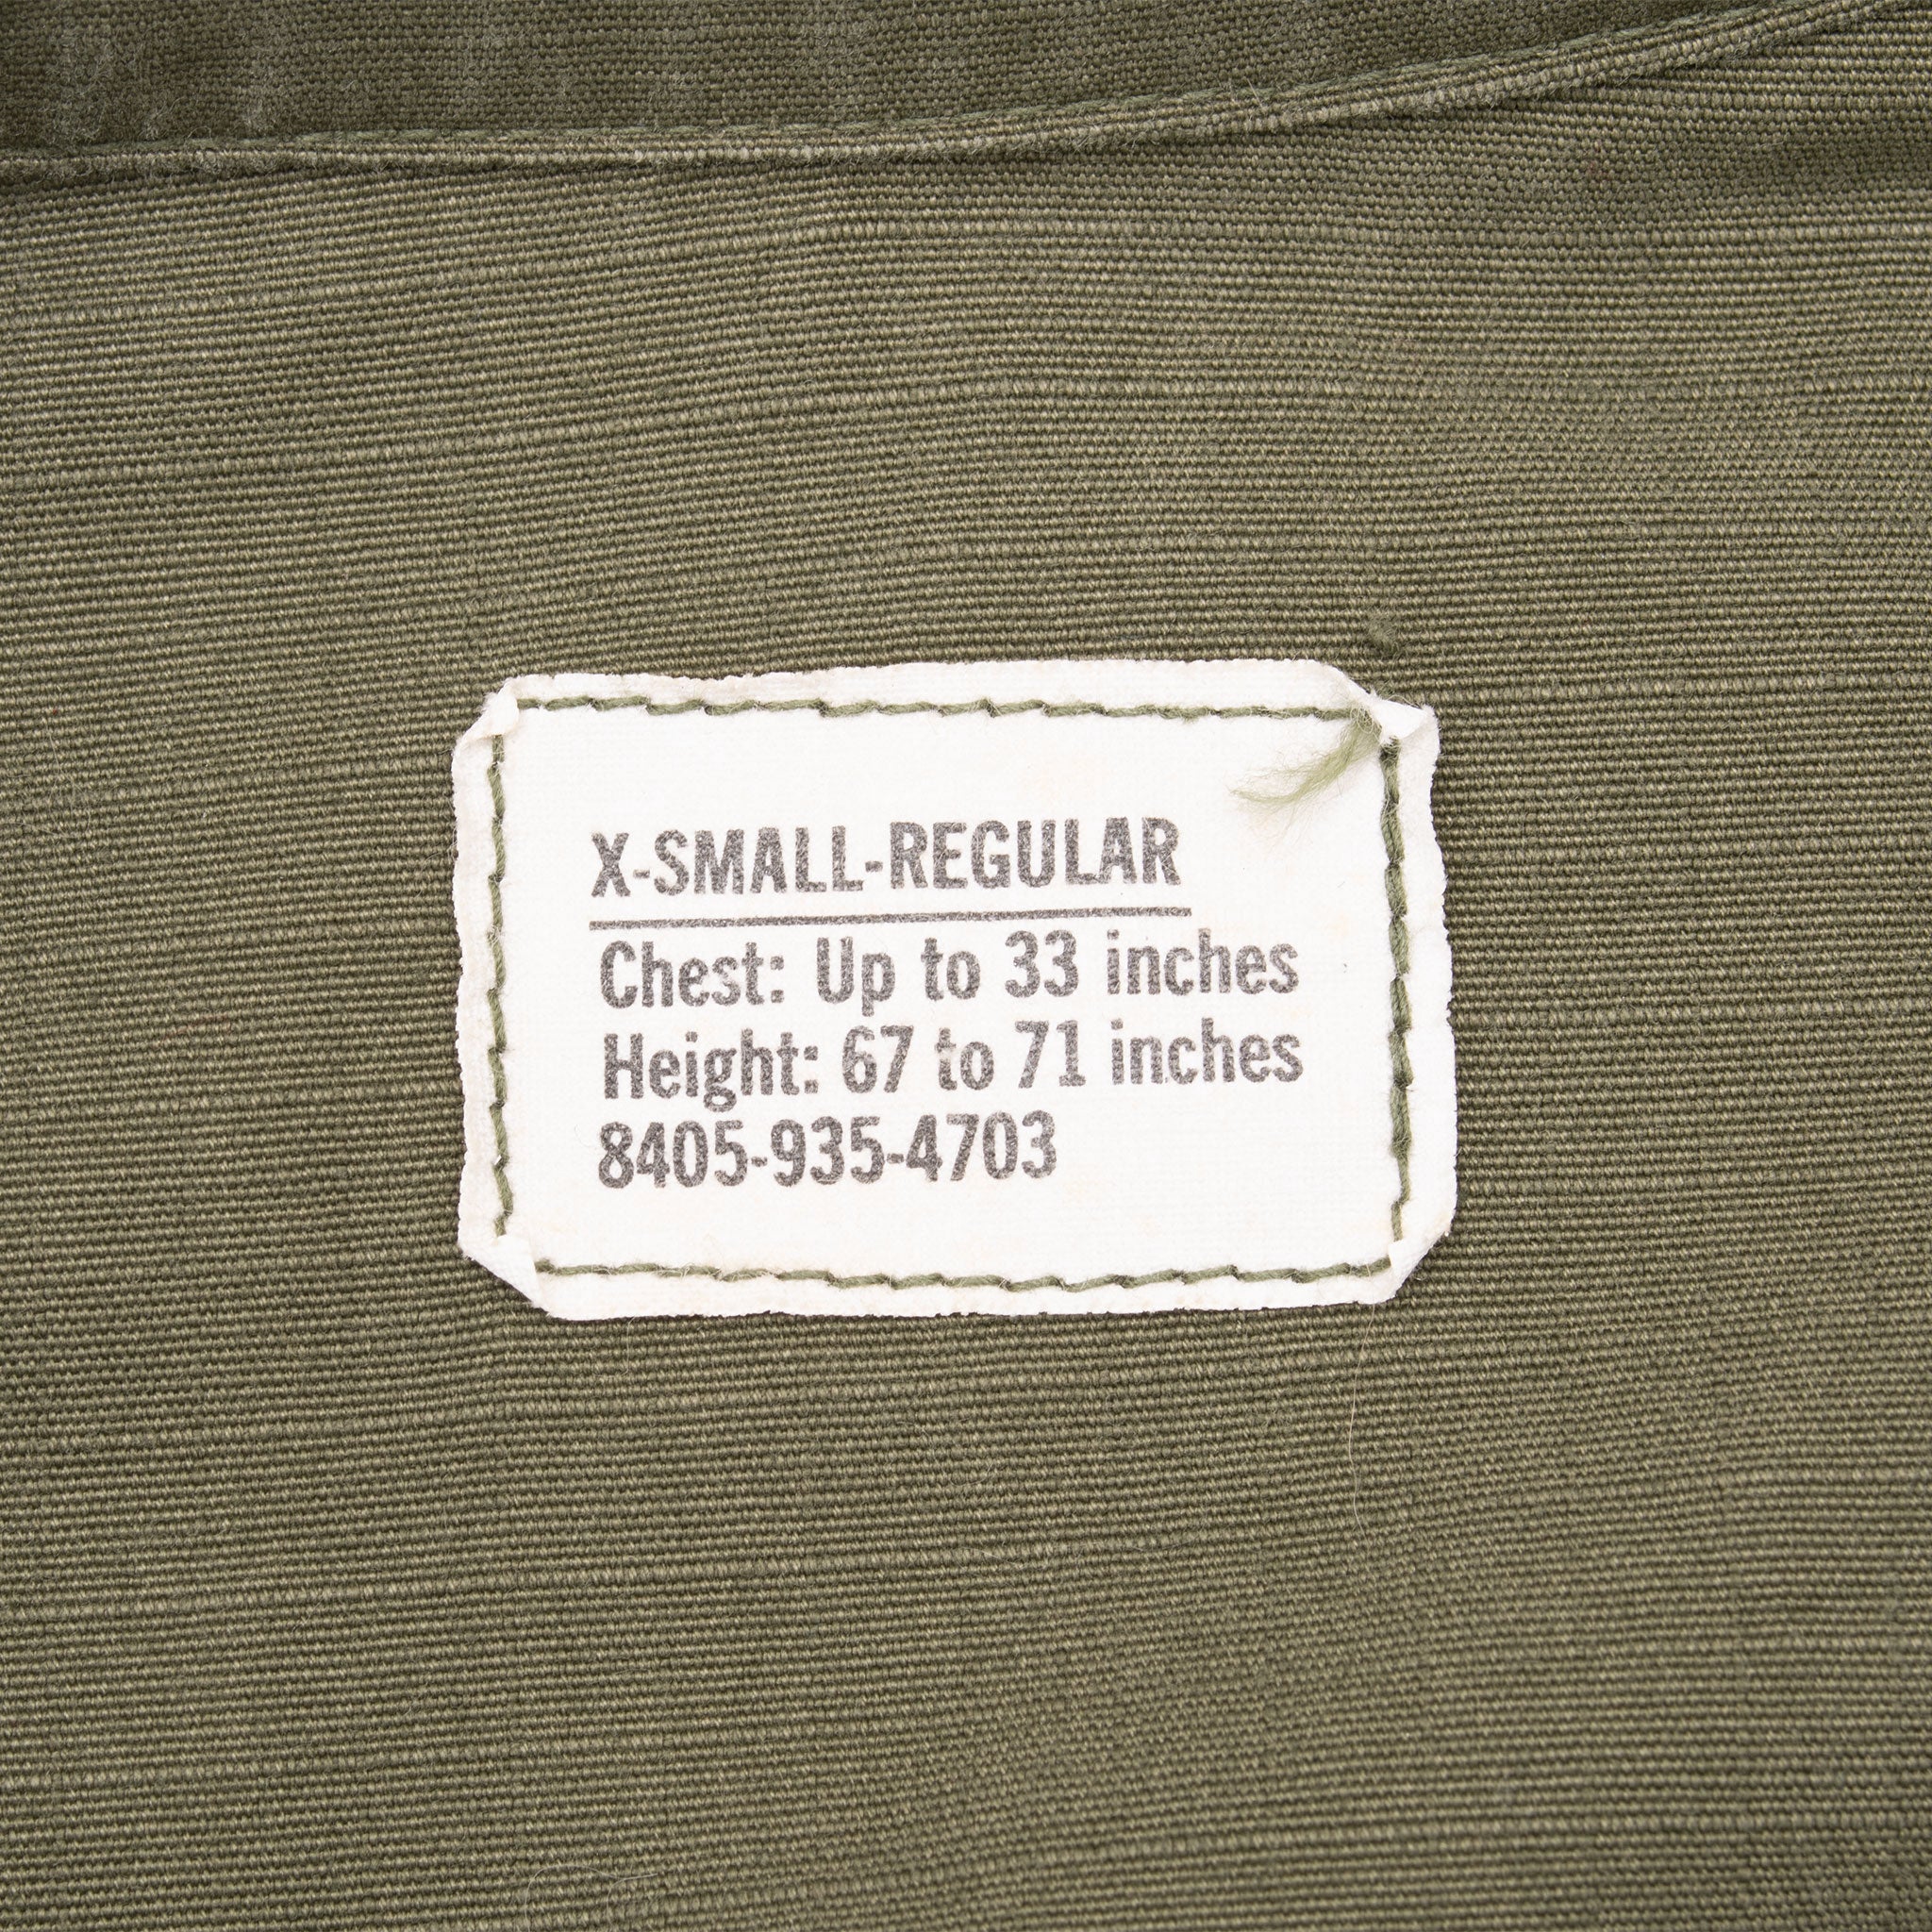 X-SMALL-REGULAR
Chest: Up to 33 inches
Height: 67 to 71 inches
8405-935-4703